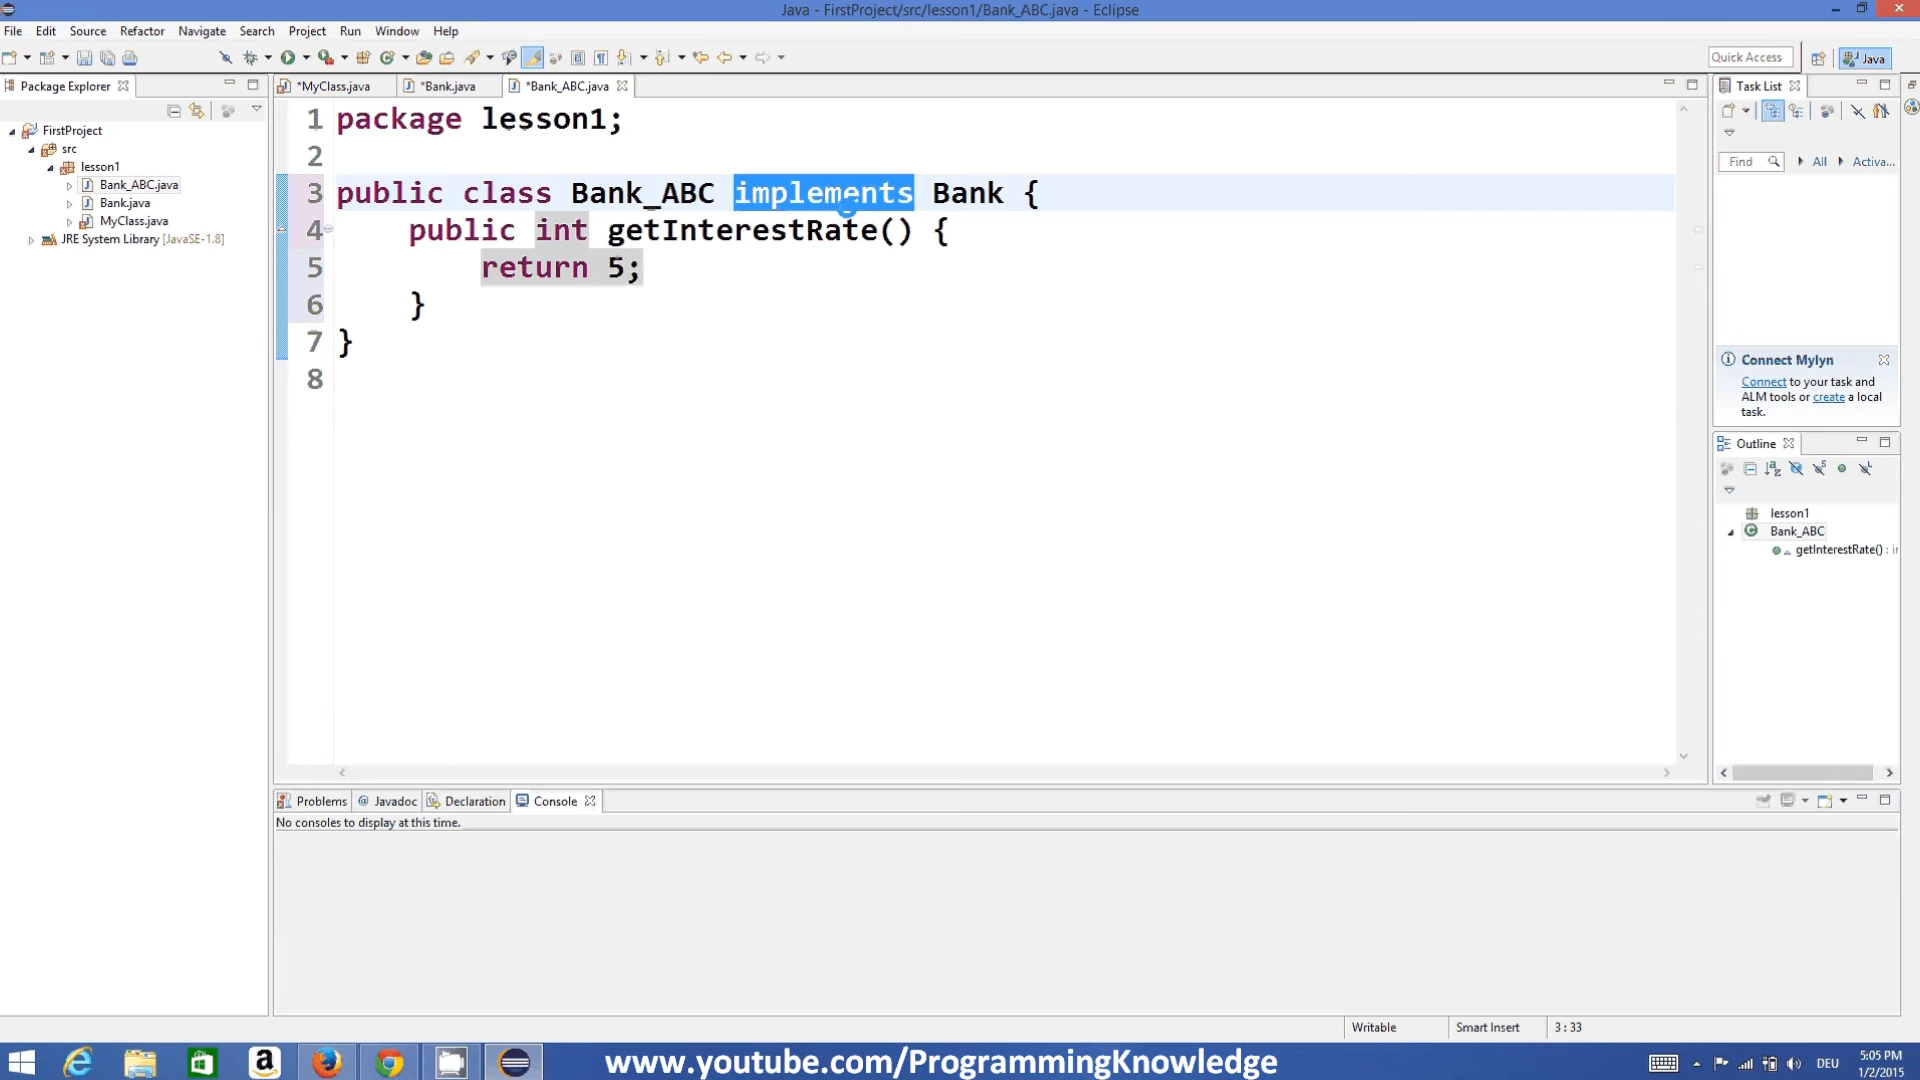 Java - FirstProject/src/lesson1/Bank_ABC.java - Eclipse
File Edit Source Refactor Navigate Search Project Run Window Help
Quick Access Java
Package Explorer
FirstProject
src
lesson1
Bank_ABC.java
Bank.java
MyClass.java
JRE System Library [JavaSE-1.8]
*MyClass.java *Bank.java *Bank_ABC.java
1 package lesson1;
2
3 public class Bank_ABC implements Bank {
4 public int getInterestRate() {
5 return 5;
6 }
7 }
8
Task List
Find All Activa...
Connect Mylyn
Connect to your task and
ALM tools or create a local
task.
Outline
lesson1
Bank_ABC
getInterestRate() : in
Problems @ Javadoc Declaration Console
No consoles to display at this time.
Writable Smart Insert 3 : 33
www.youtube.com/ProgrammingKnowledge
DEU 5:05 PM
1/2/2015